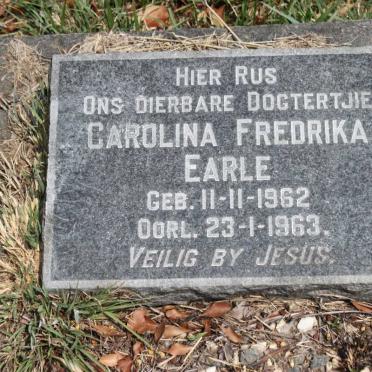 HIER RUS
ONS DIERBARE DOGTERTJIE
CAROLINA FREDRIKA
EARLE
GEB. 11-11-1962
OORL. 23-1-1963.
VEILIG BY JESUS.